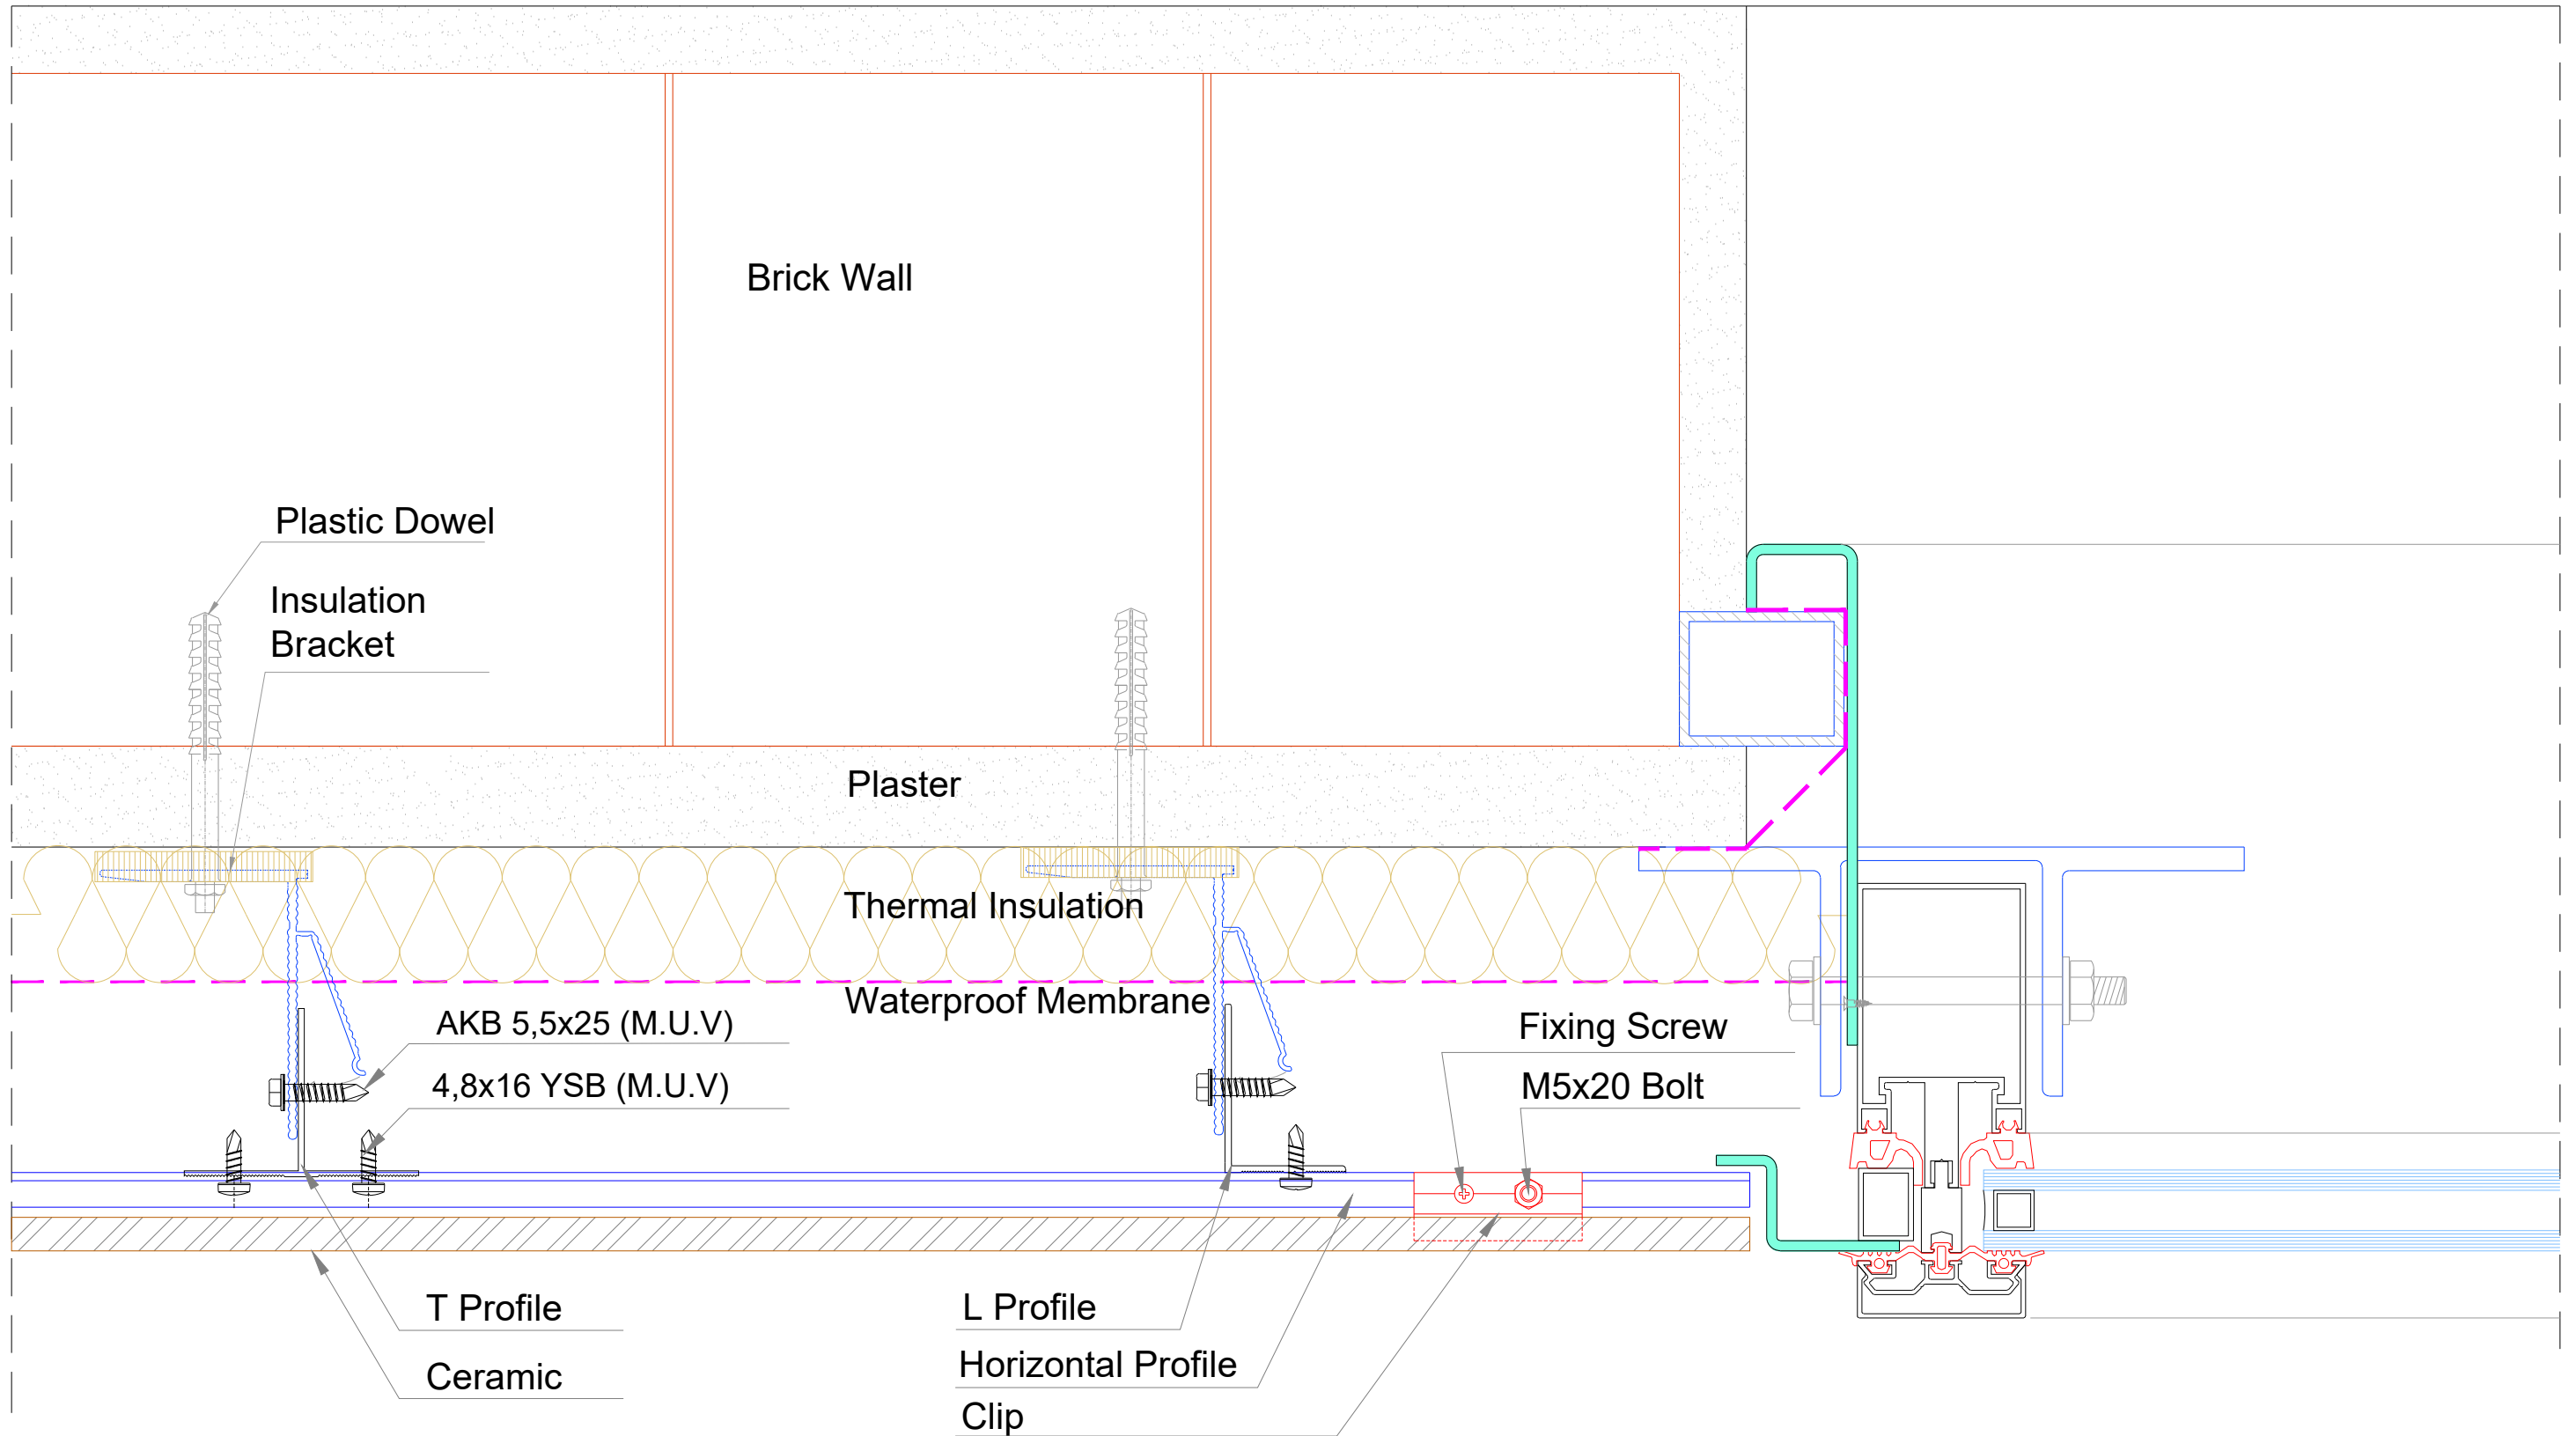 Brick Wall
Plastic Dowel
Insulation
Bracket
Plaster
Thermal Insulation
Waterproof Membrane
AKB 5,5x25 (M.U.V)
Fixing Screw
4,8x16 YSB (M.U.V)
M5x20 Bolt
T Profile
L Profile
Horizontal Profile
Ceramic
Clip